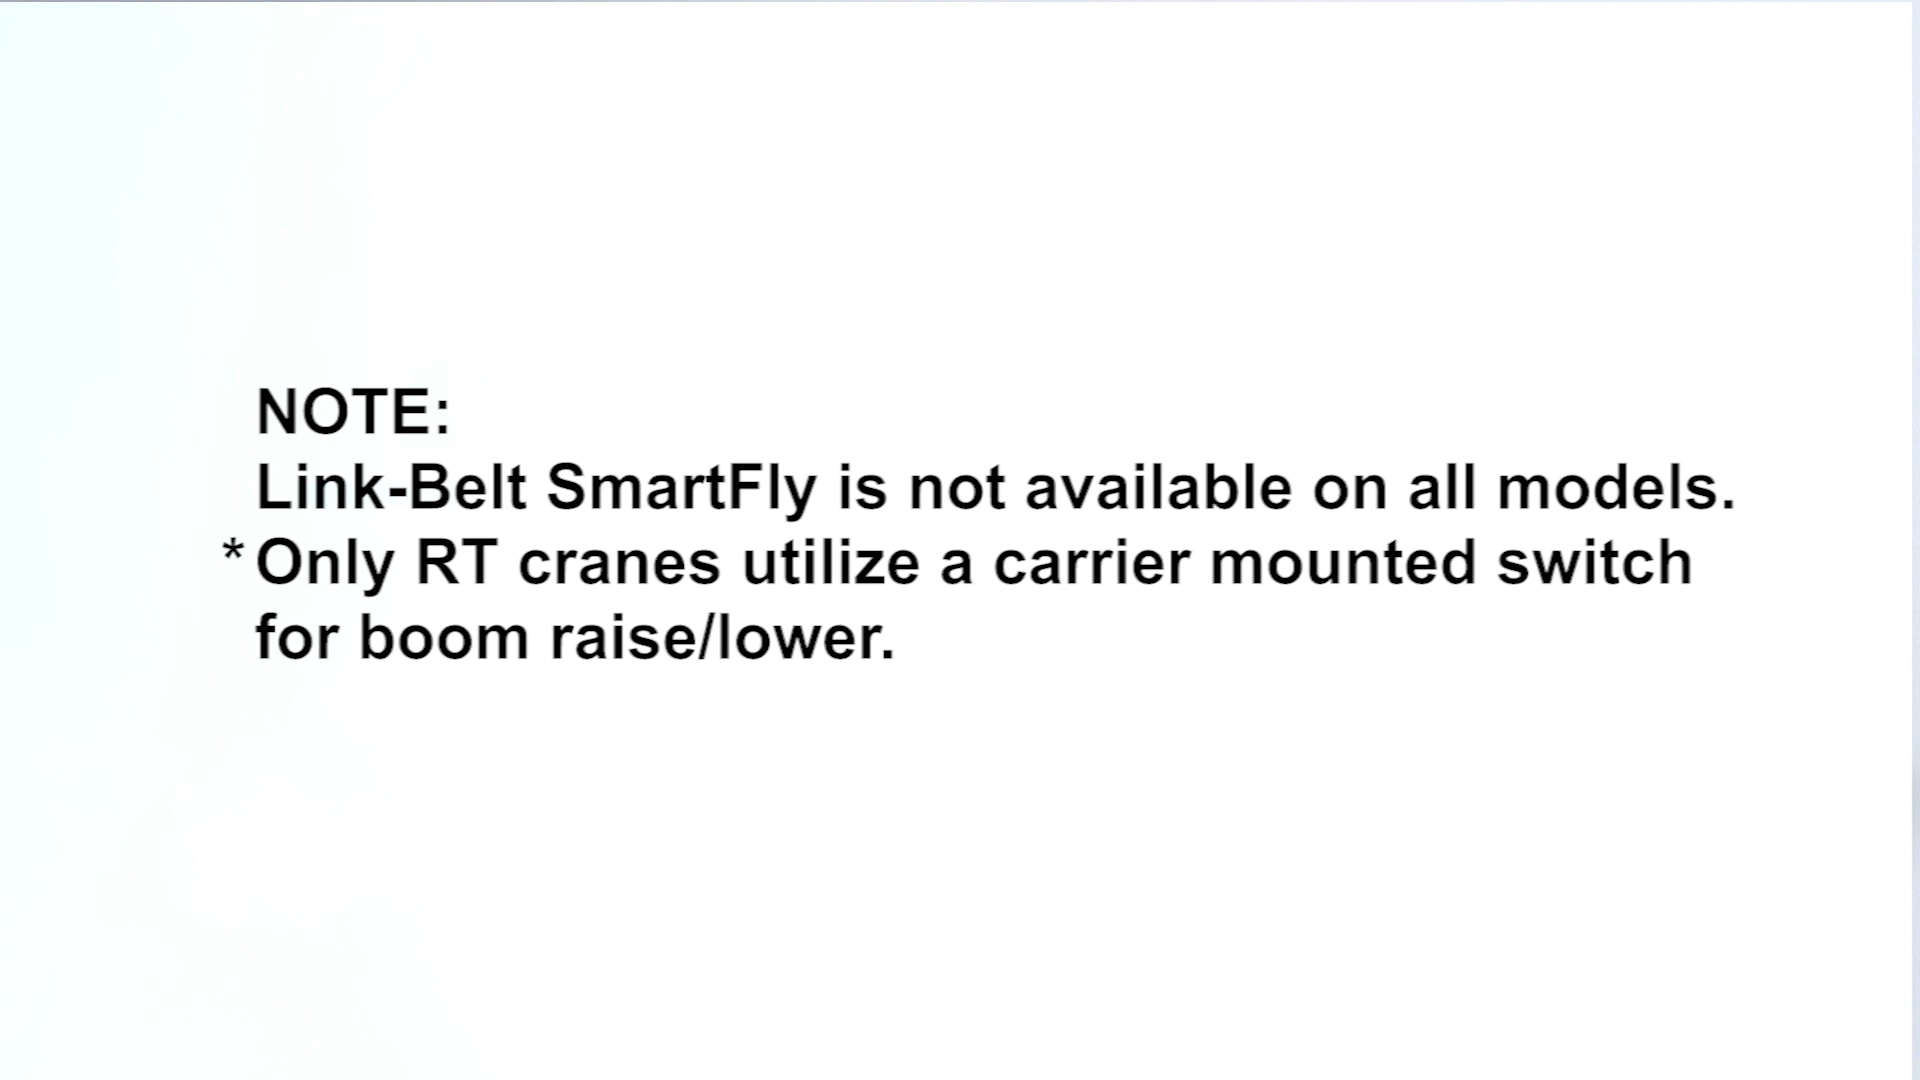 NOTE:
Link-Belt SmartFly is not available on all models.
*Only RT cranes utilize a carrier mounted switch
for boom raise/lower.